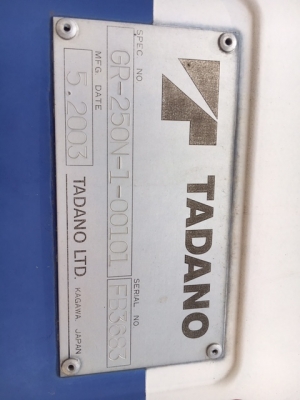 TADANO
SPEC NO SERIAL NO
GR-250N-1-00101
MFG DATE
5.2003
TADANO LTD. KAGAWA JAPAN